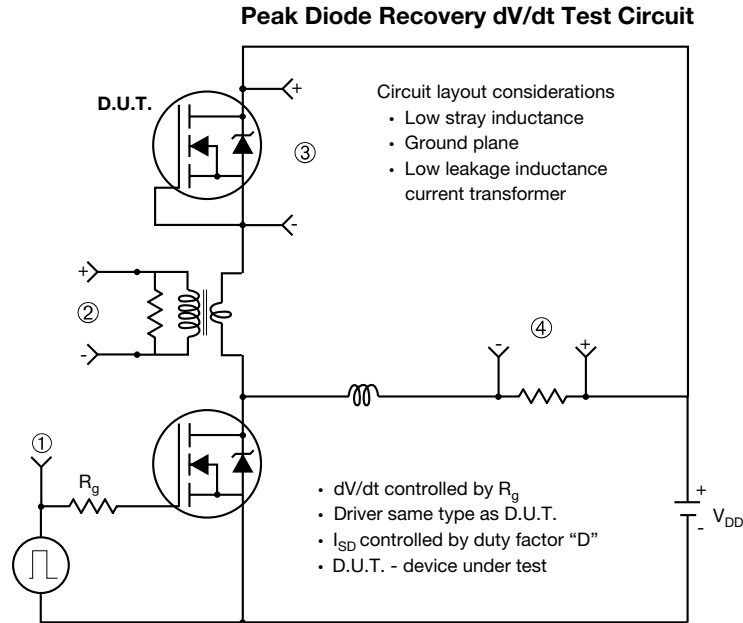 Peak Diode Recovery dV/dt Test Circuit
D.U.T.
+
Circuit layout considerations
• Low stray inductance
③
• Ground plane
• Low leakage inductance
current transformer
-
+
②
-
④
-
+
①
Rg
• dV/dt controlled by Rg
• Driver same type as D.U.T.
• ISD controlled by duty factor “D”
• D.U.T. - device under test
+
VDD
-